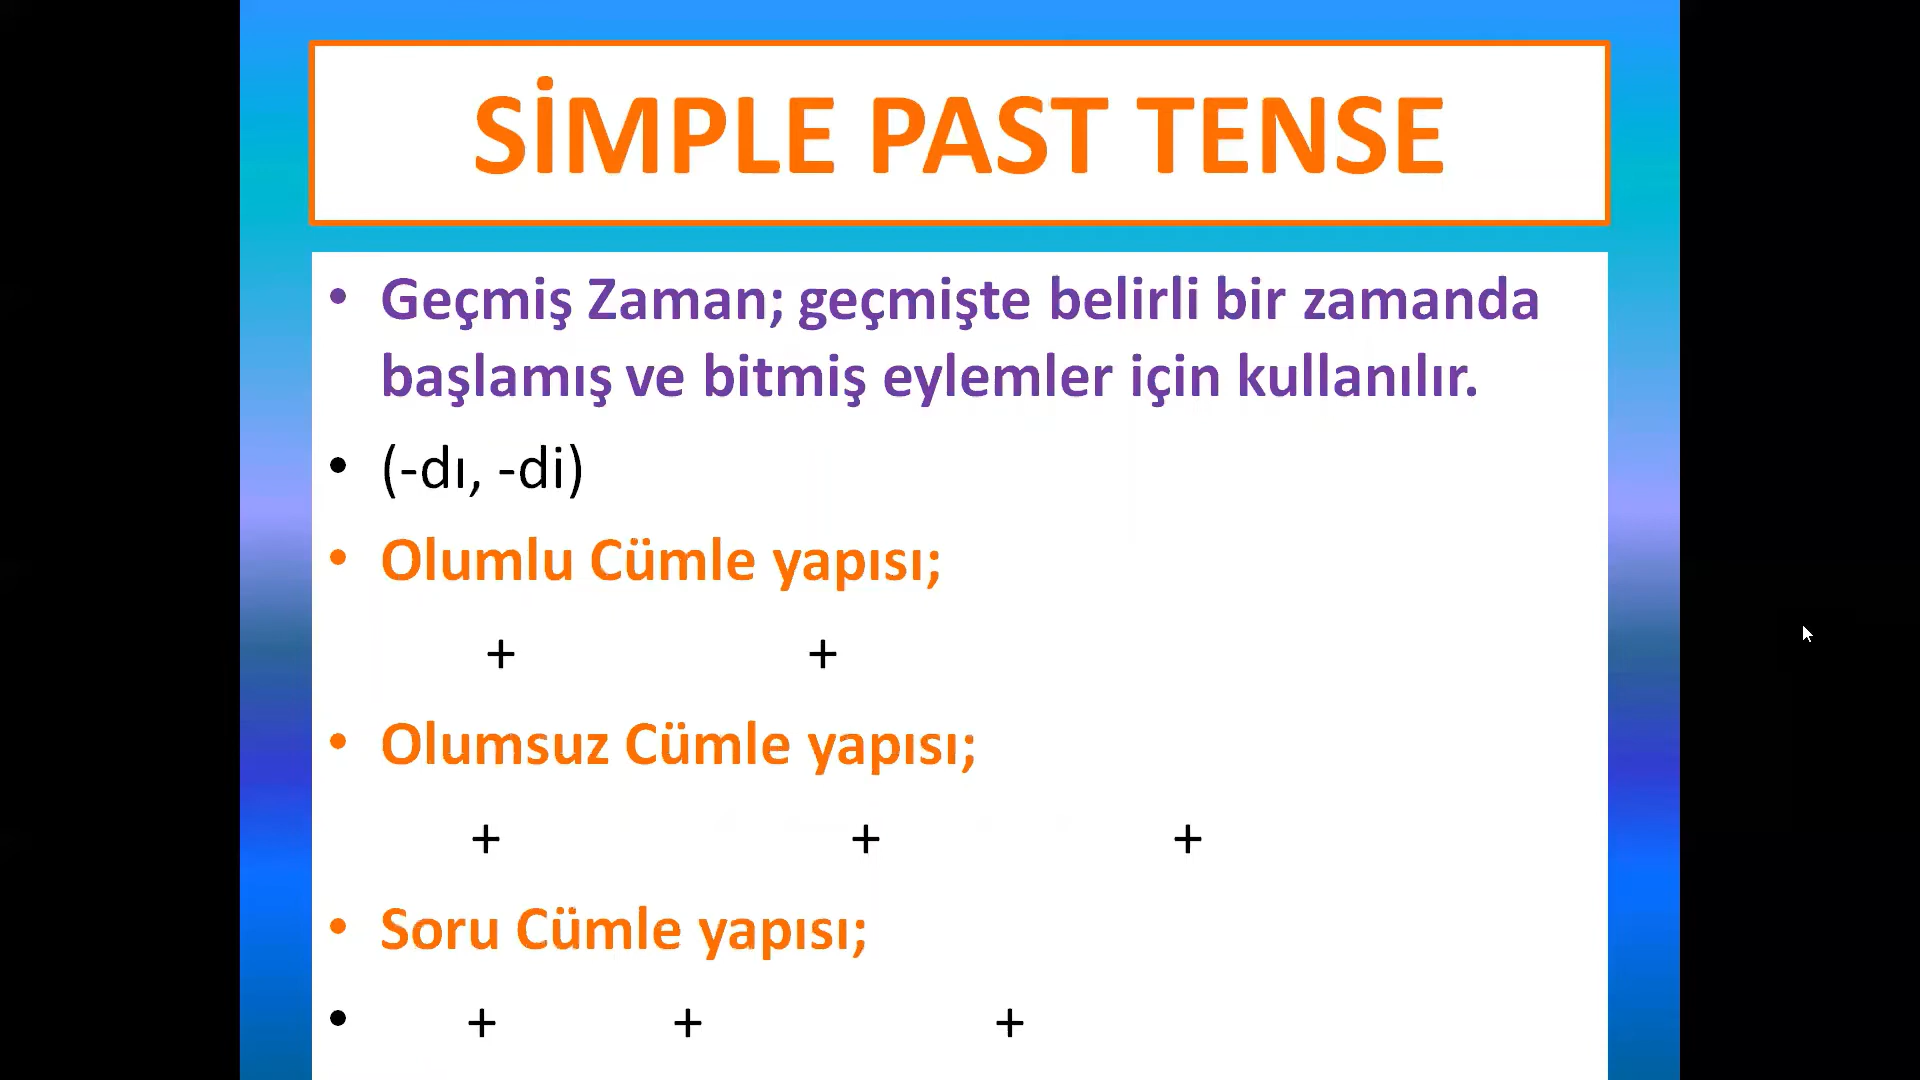 SİMPLE PAST TENSE
• Geçmiş Zaman; geçmişte belirli bir zamanda
başlamış ve bitmiş eylemler için kullanılır.
• (-dı, -di)
• Olumlu Cümle yapısı;
+ +
• Olumsuz Cümle yapısı;
+ + +
• Soru Cümle yapısı;
• + + +